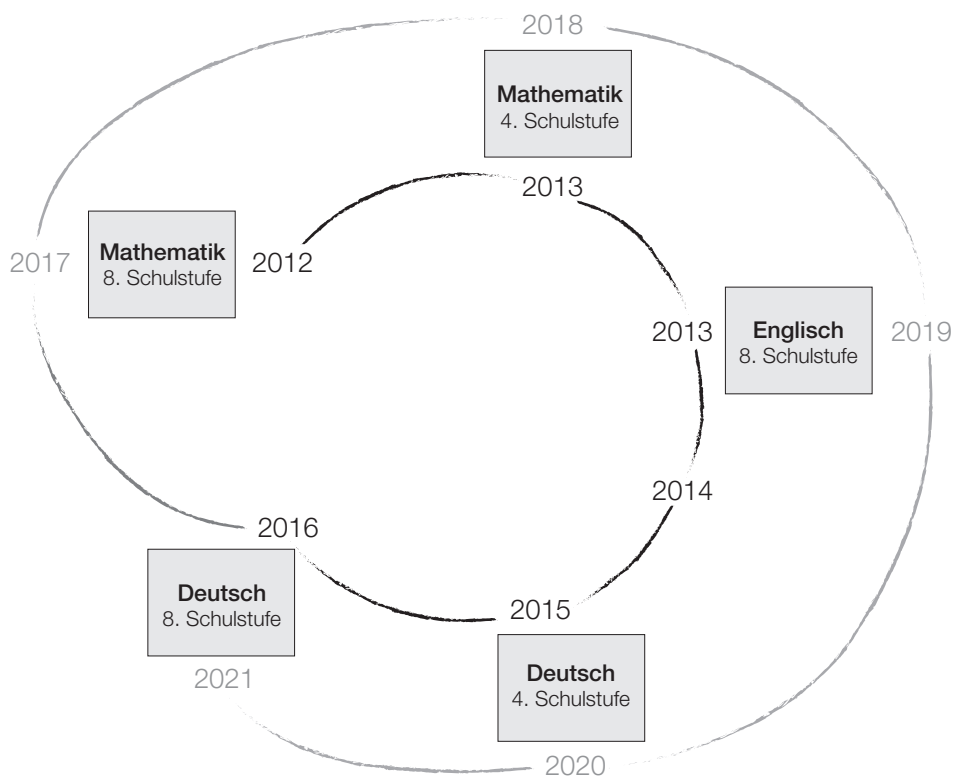 2018
Mathematik
4. Schulstufe
2013
2017
Mathematik
8. Schulstufe
2012
2013
Englisch
8. Schulstufe
2019
2014
2016
Deutsch
8. Schulstufe
2021
2015
Deutsch
4. Schulstufe
2020